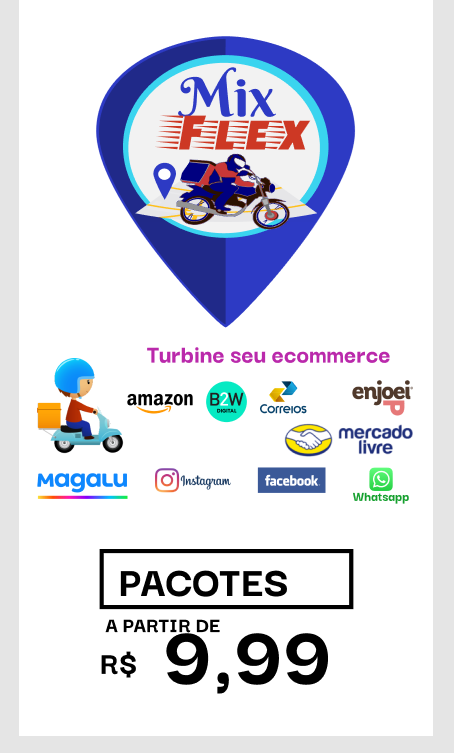 Mix
FLEX
Turbine seu ecommerce
amazon
B2W
DIGITAL
Correios
enjoei
mercado
livre
Magalu
Instagram
facebook
Whatsapp
PACOTES
A PARTIR DE
R$ 9,99